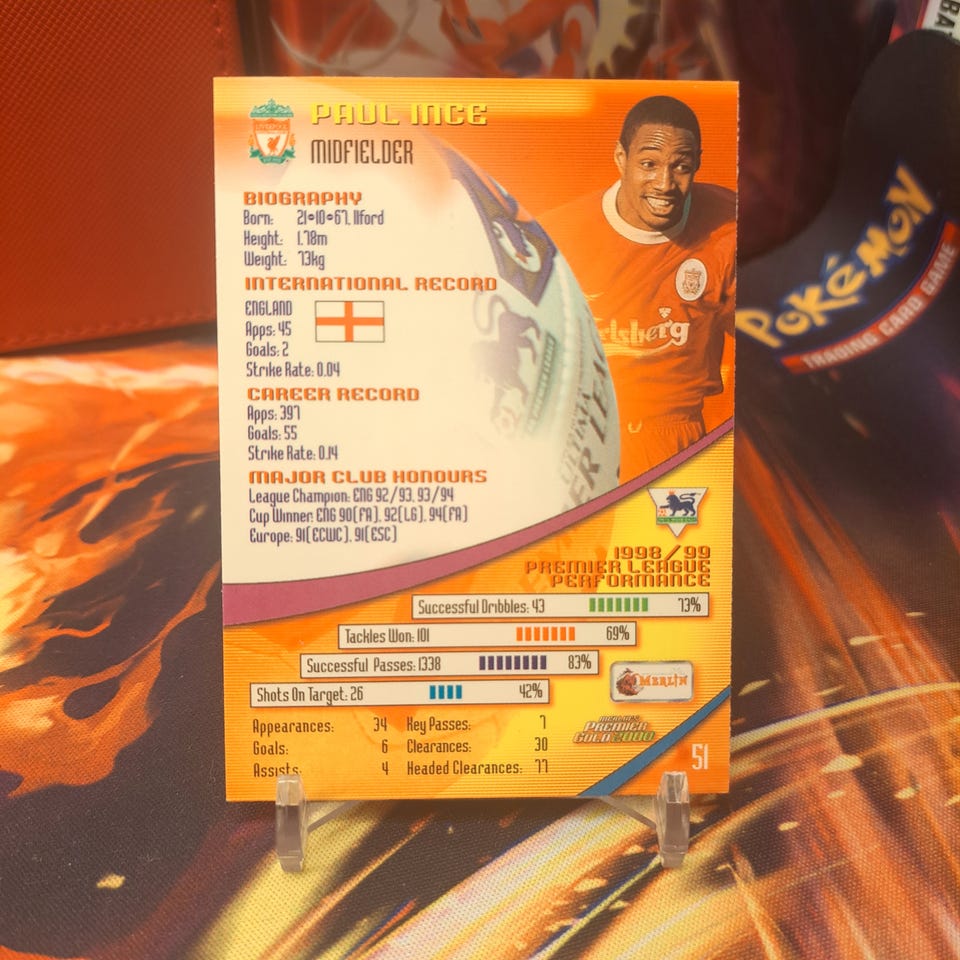 PAUL INCE
MIDFIELDER
LIVERPOOL
BIOGRAPHY
Born: 21•10•67, Ilford
Height: 1.78m
Weight: 73kg
INTERNATIONAL RECORD
ENGLAND
Apps: 45
Goals: 2
Strike Rate: 0.04
CAREER RECORD
Apps: 397
Goals: 55
Strike Rate: 0.14
MAJOR CLUB HONOURS
League Champion: ENG 92/93, 93/94
Cup Winner: ENG 90(FA), 92(LG), 94(FA)
Europe: 91(ECWC), 91(ESC)
1998/99
PREMIER LEAGUE
PERFORMANCE
Successful Dribbles: 43 73%
Tackles Won: 101 69%
Successful Passes: 1338 83%
Shots On Target: 26 42%
MERLIN
Appearances: 34 Key Passes: 7
Goals: 6 Clearances: 30
Assists: 4 Headed Clearances: 77
MERLIN'S
PREMIER
GOLD 2000
51
POKéMON
TRADING CARD GAME